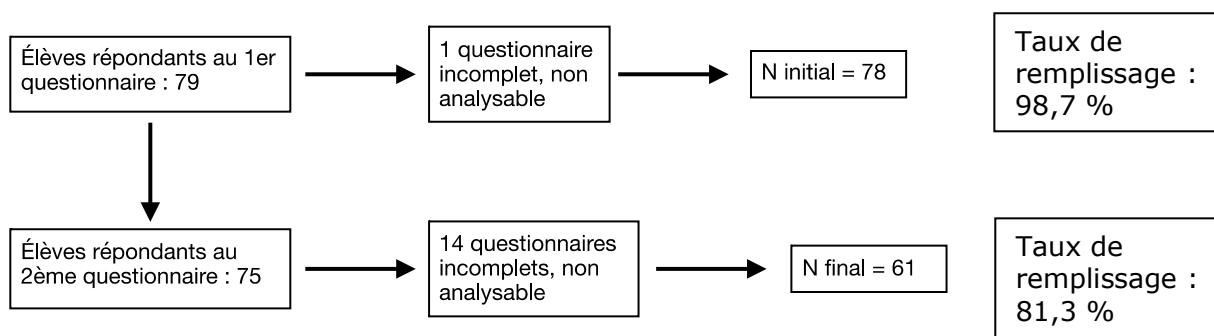 Élèves répondants au 1er
questionnaire : 79
1 questionnaire
incomplet, non
analysable
N initial = 78
Taux de
remplissage :
98,7 %
Élèves répondants au
2ème questionnaire : 75
14 questionnaires
incomplets, non
analysable
N final = 61
Taux de
remplissage :
81,3 %